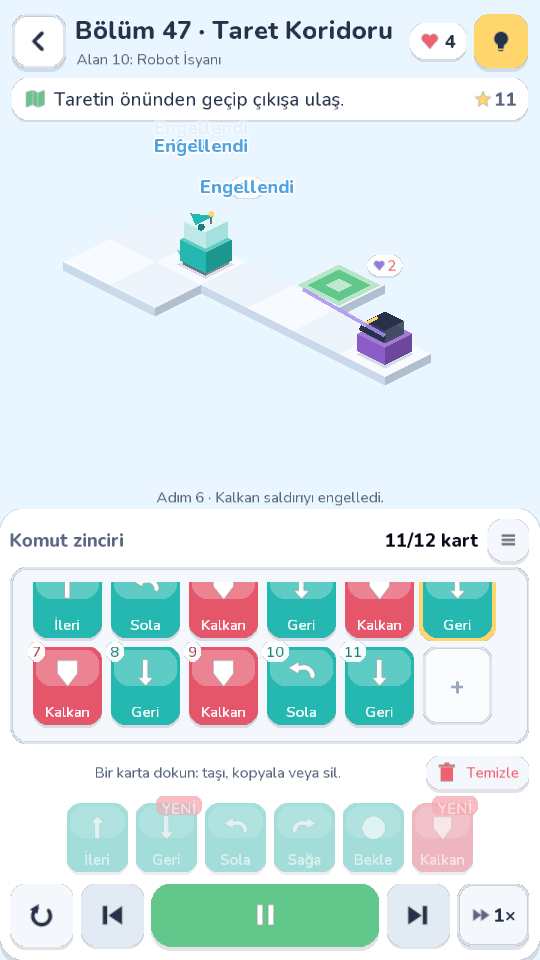 Bölüm 47 · Taret Koridoru
Alan 10: Robot İsyanı
4
Taretin önünden geçip çıkışa ulaş.
11
Engellendi
Engellendi
Engellendi
2
Adım 6 · Kalkan saldırıyı engelledi.
Komut zinciri
11/12 kart
İleri Sola Kalkan Geri Kalkan Geri
7 8 9 10 11
+
Kalkan Geri Kalkan Sola Geri
Bir karta dokun: taşı, kopyala veya sil.
Temizle
YENİ YENİ
İleri Geri Sola Sağa Bekle Kalkan
1×